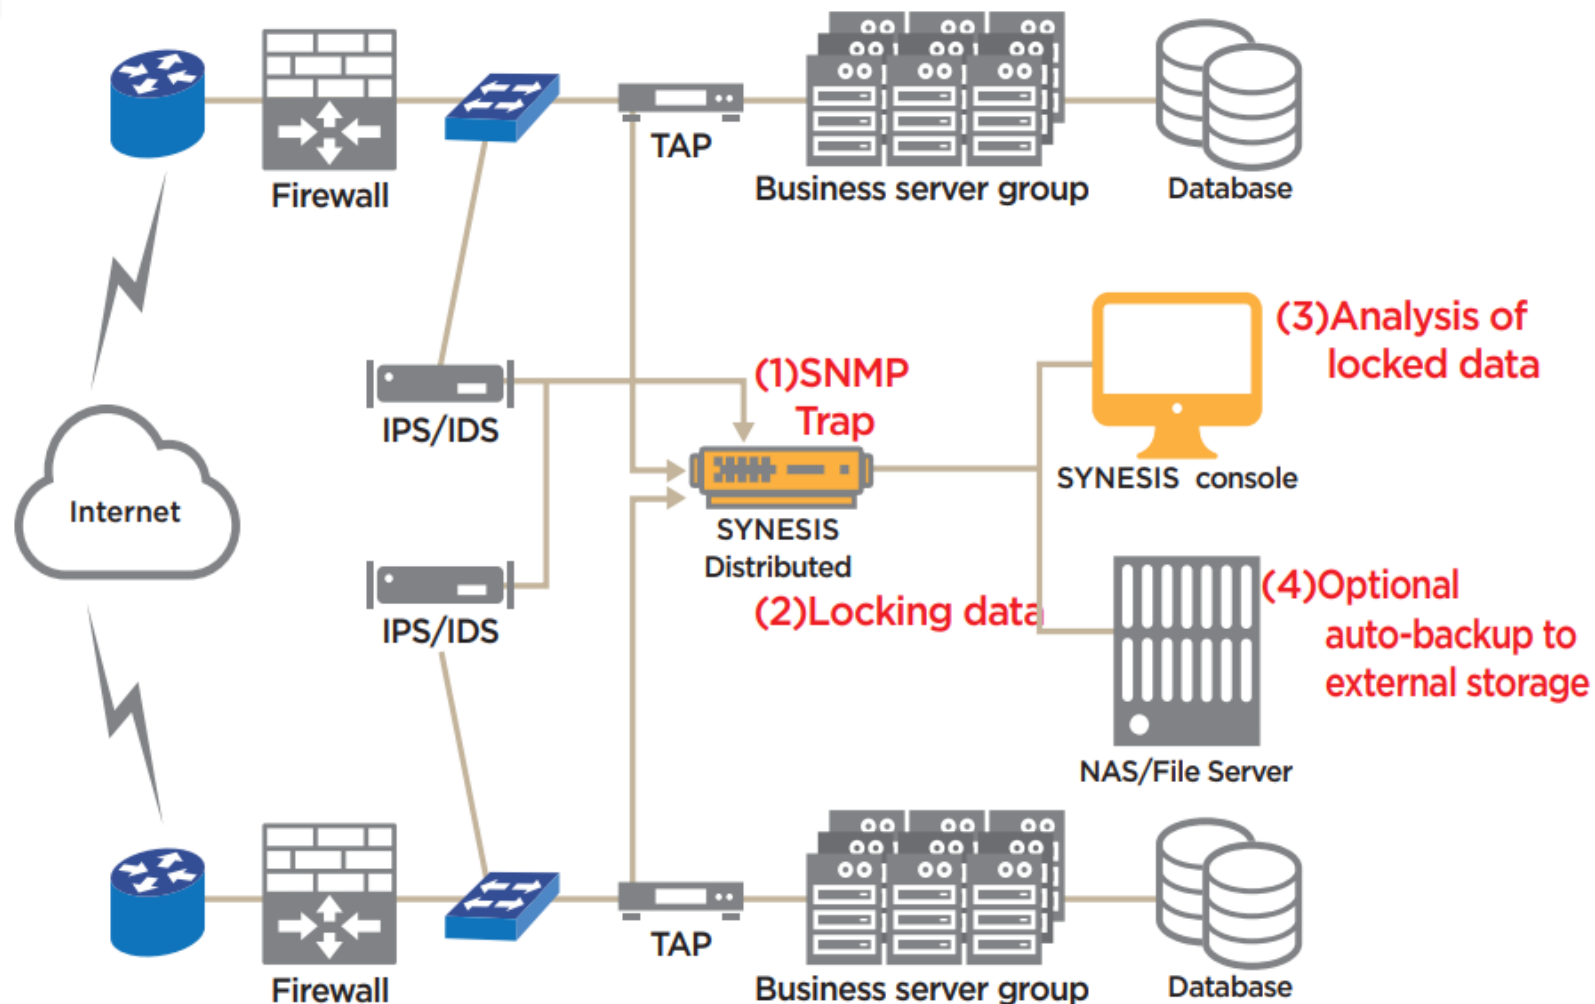 TAP
Firewall
Business server group
Database
(1)SNMP
Trap
(3)Analysis of
locked data
IPS/IDS
SYNESIS console
Internet
SYNESIS
Distributed
(2)Locking data
(4)Optional
auto-backup to
external storage
IPS/IDS
NAS/File Server
TAP
Firewall
Business server group
Database